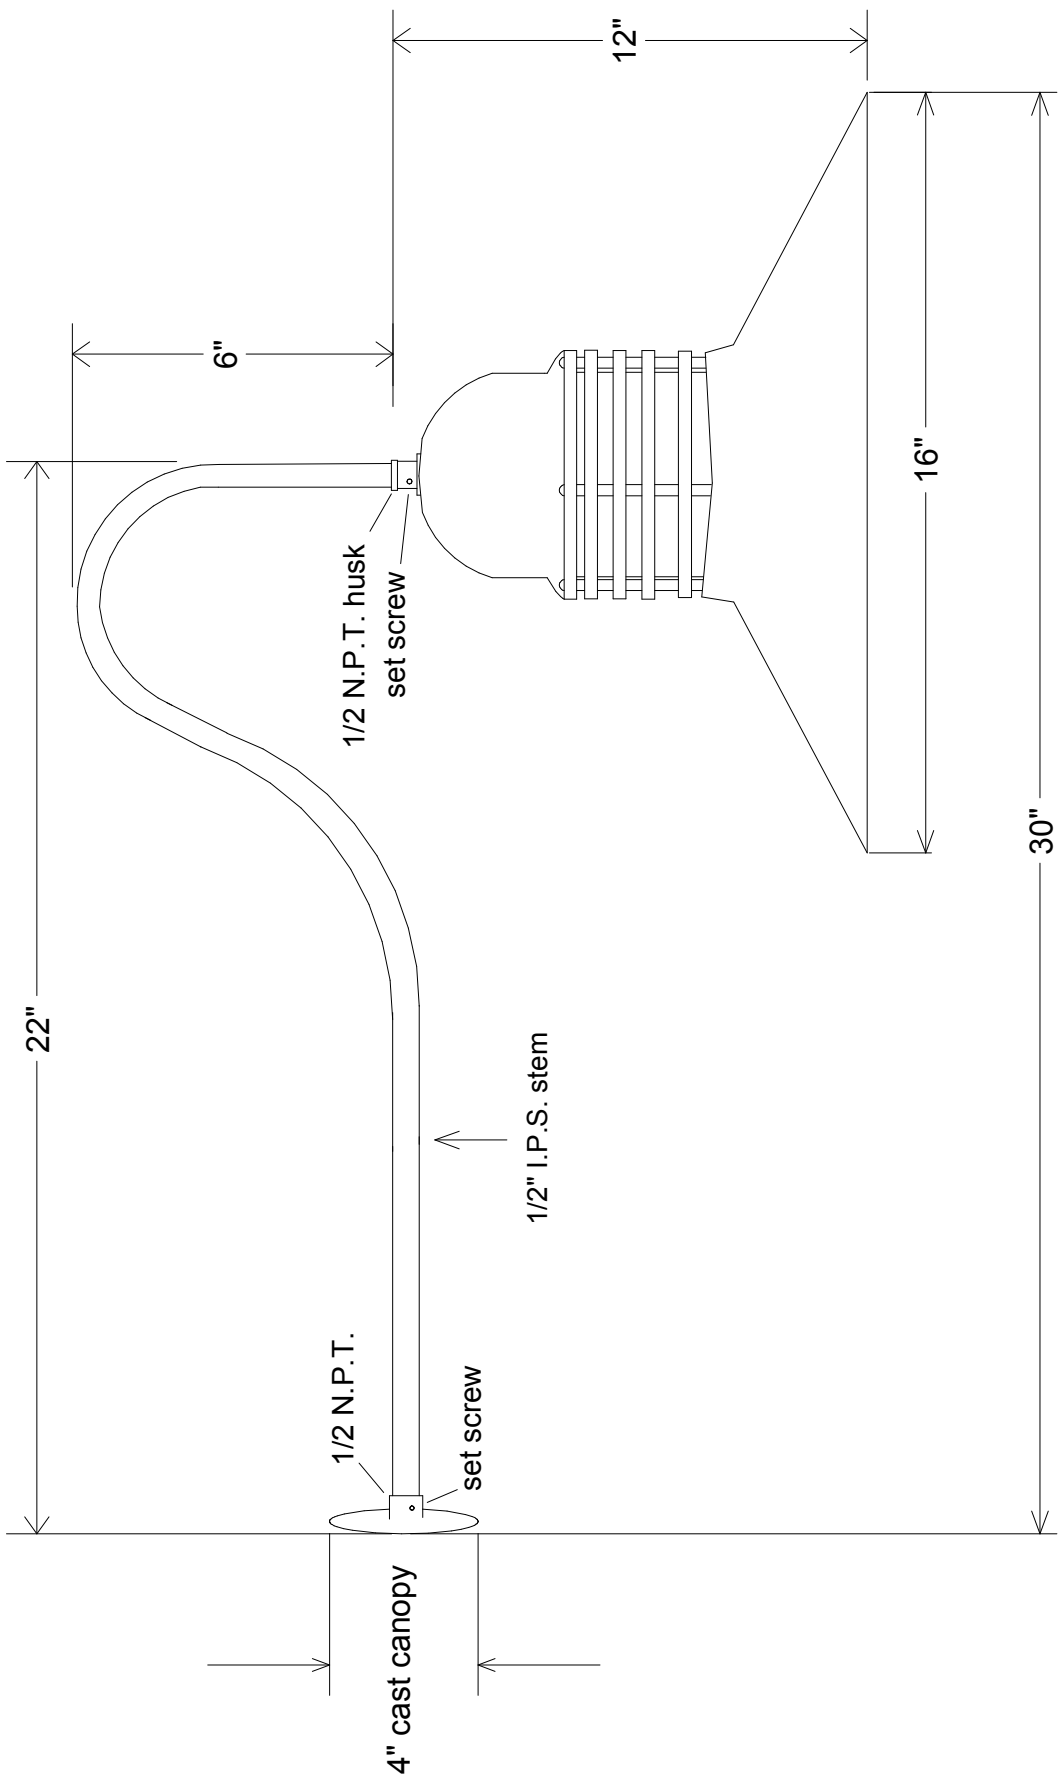 22"
6"
12"
1/2 N.P.T. husk
set screw
1/2 N.P.T.
set screw
1/2" I.P.S. stem
4" cast canopy
16"
30"